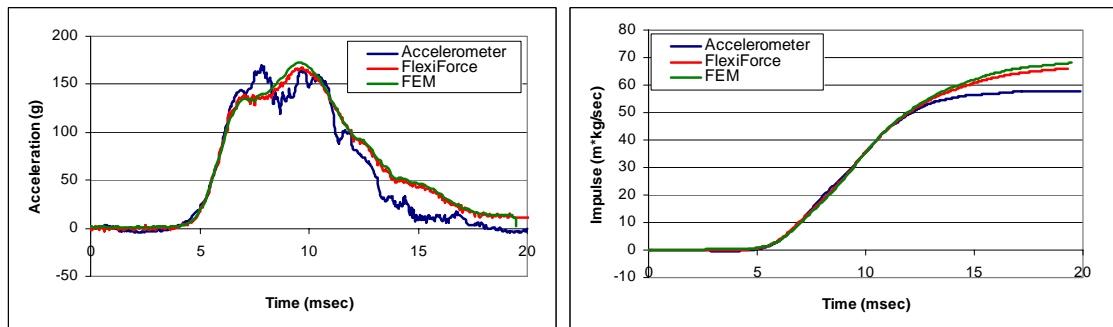 200
150
100
50
0
-50
Acceleration (g)
Accelerometer
FlexiForce
FEM
0 5 10 15 20
Time (msec)
80
70
60
50
40
30
20
10
0
-10
Impulse (m*kg/sec)
Accelerometer
FlexiForce
FEM
0 5 10 15 20
Time (msec)